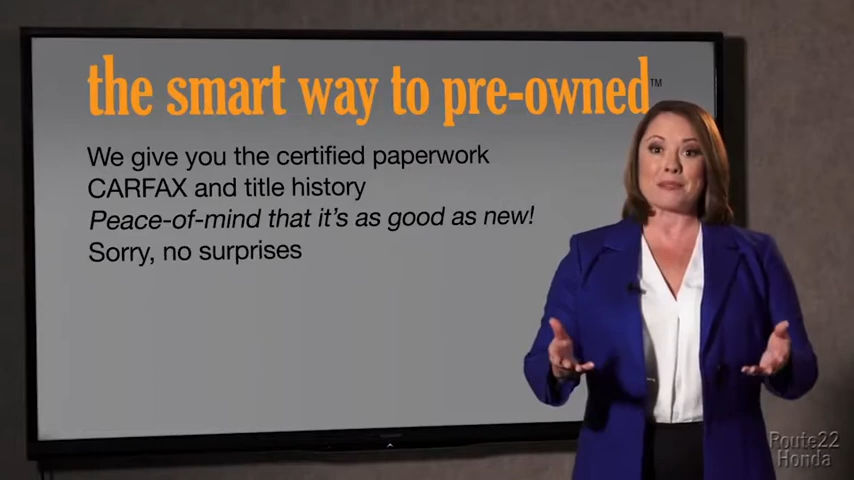 the smart way to pre-owned™
We give you the certified paperwork
CARFAX and title history
Peace-of-mind that it's as good as new!
Sorry, no surprises
Route22
Honda